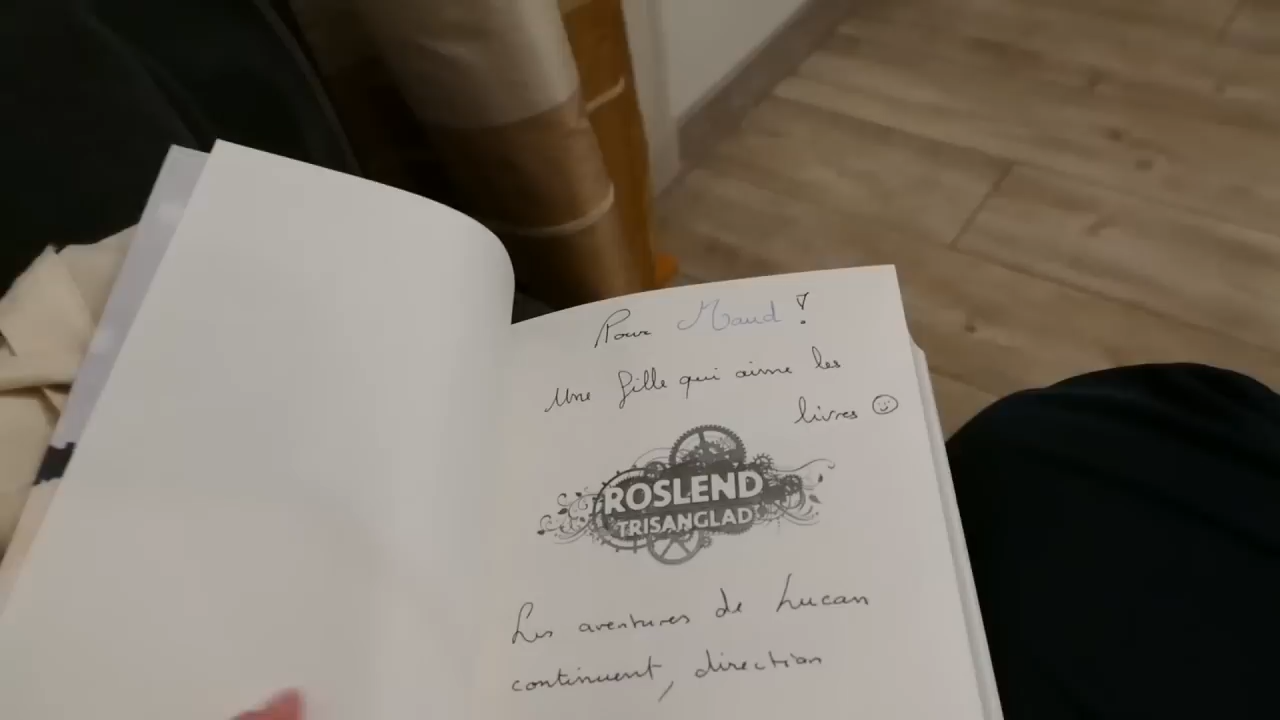 Pour Maud !
Une fille qui aime les
livres
ROSLEND
TRISANGLAD
Les aventures de Lucan
continuent, direction